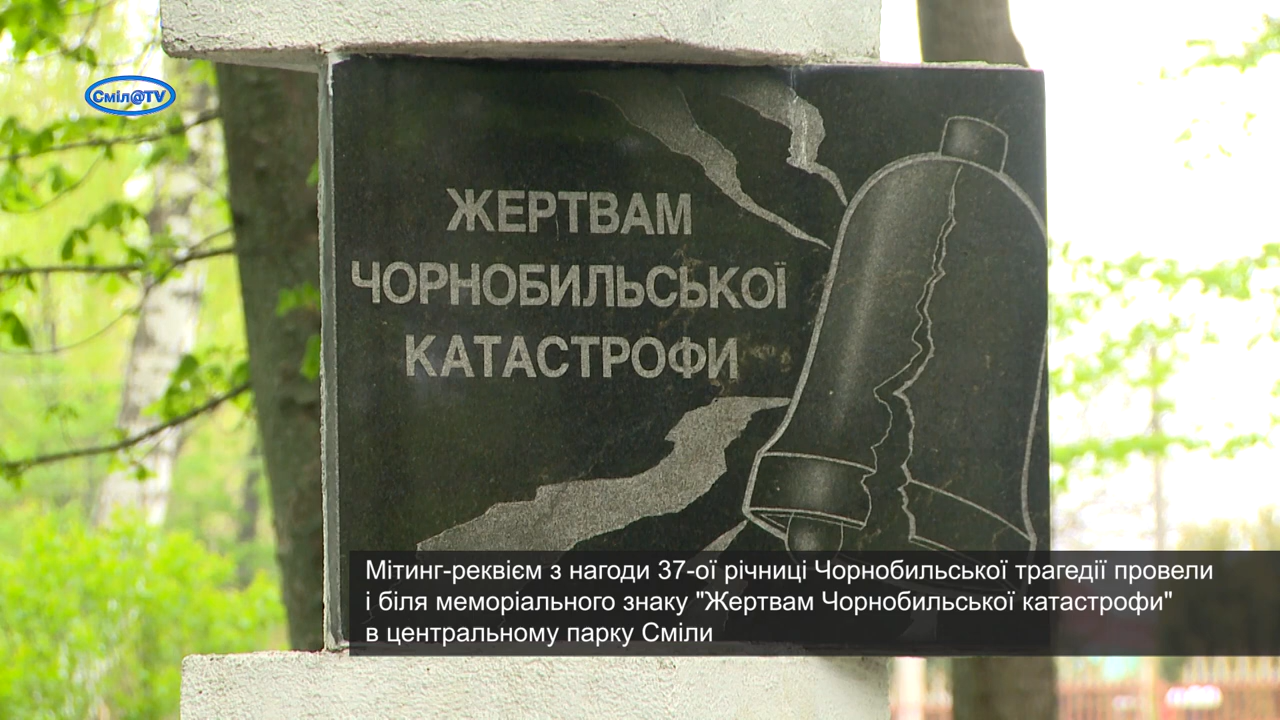 Сміл@TV
ЖЕРТВАМ
ЧОРНОБИЛЬСЬКОЇ
КАТАСТРОФИ
Мітинг-реквієм з нагоди 37-ої річниці Чорнобильської трагедії провели
і біля меморіального знаку "Жертвам Чорнобильської катастрофи"
в центральному парку Сміли